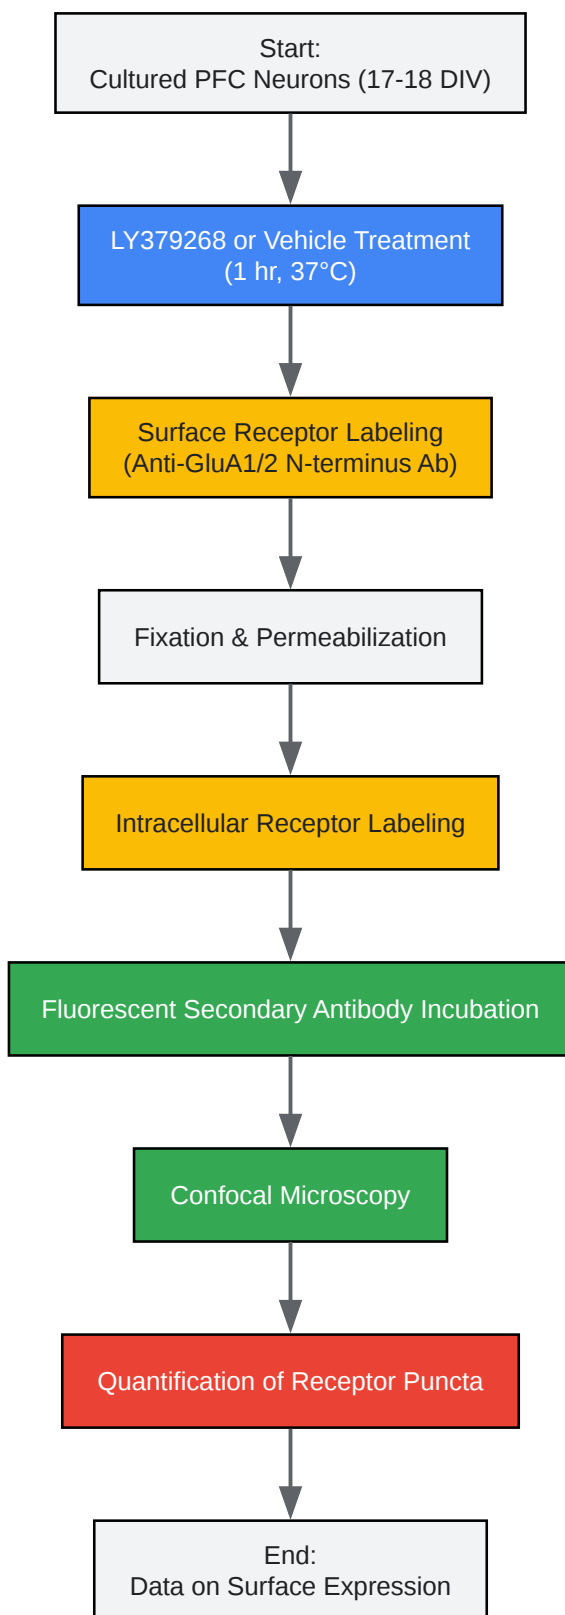 Start:
Cultured PFC Neurons (17-18 DIV)
LY379268 or Vehicle Treatment
(1 hr, 37°C)
Surface Receptor Labeling
(Anti-GluA1/2 N-terminus Ab)
Fixation & Permeabilization
Intracellular Receptor Labeling
Fluorescent Secondary Antibody Incubation
Confocal Microscopy
Quantification of Receptor Puncta
End:
Data on Surface Expression